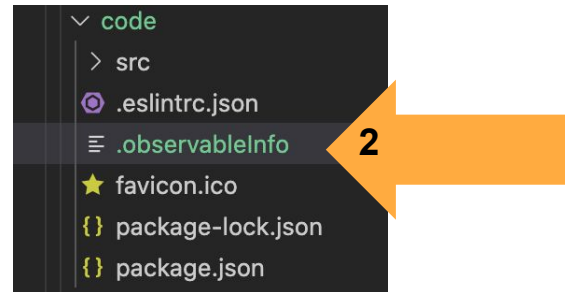 code
src
.eslintrc.json
.observableInfo
2
favicon.ico
package-lock.json
package.json